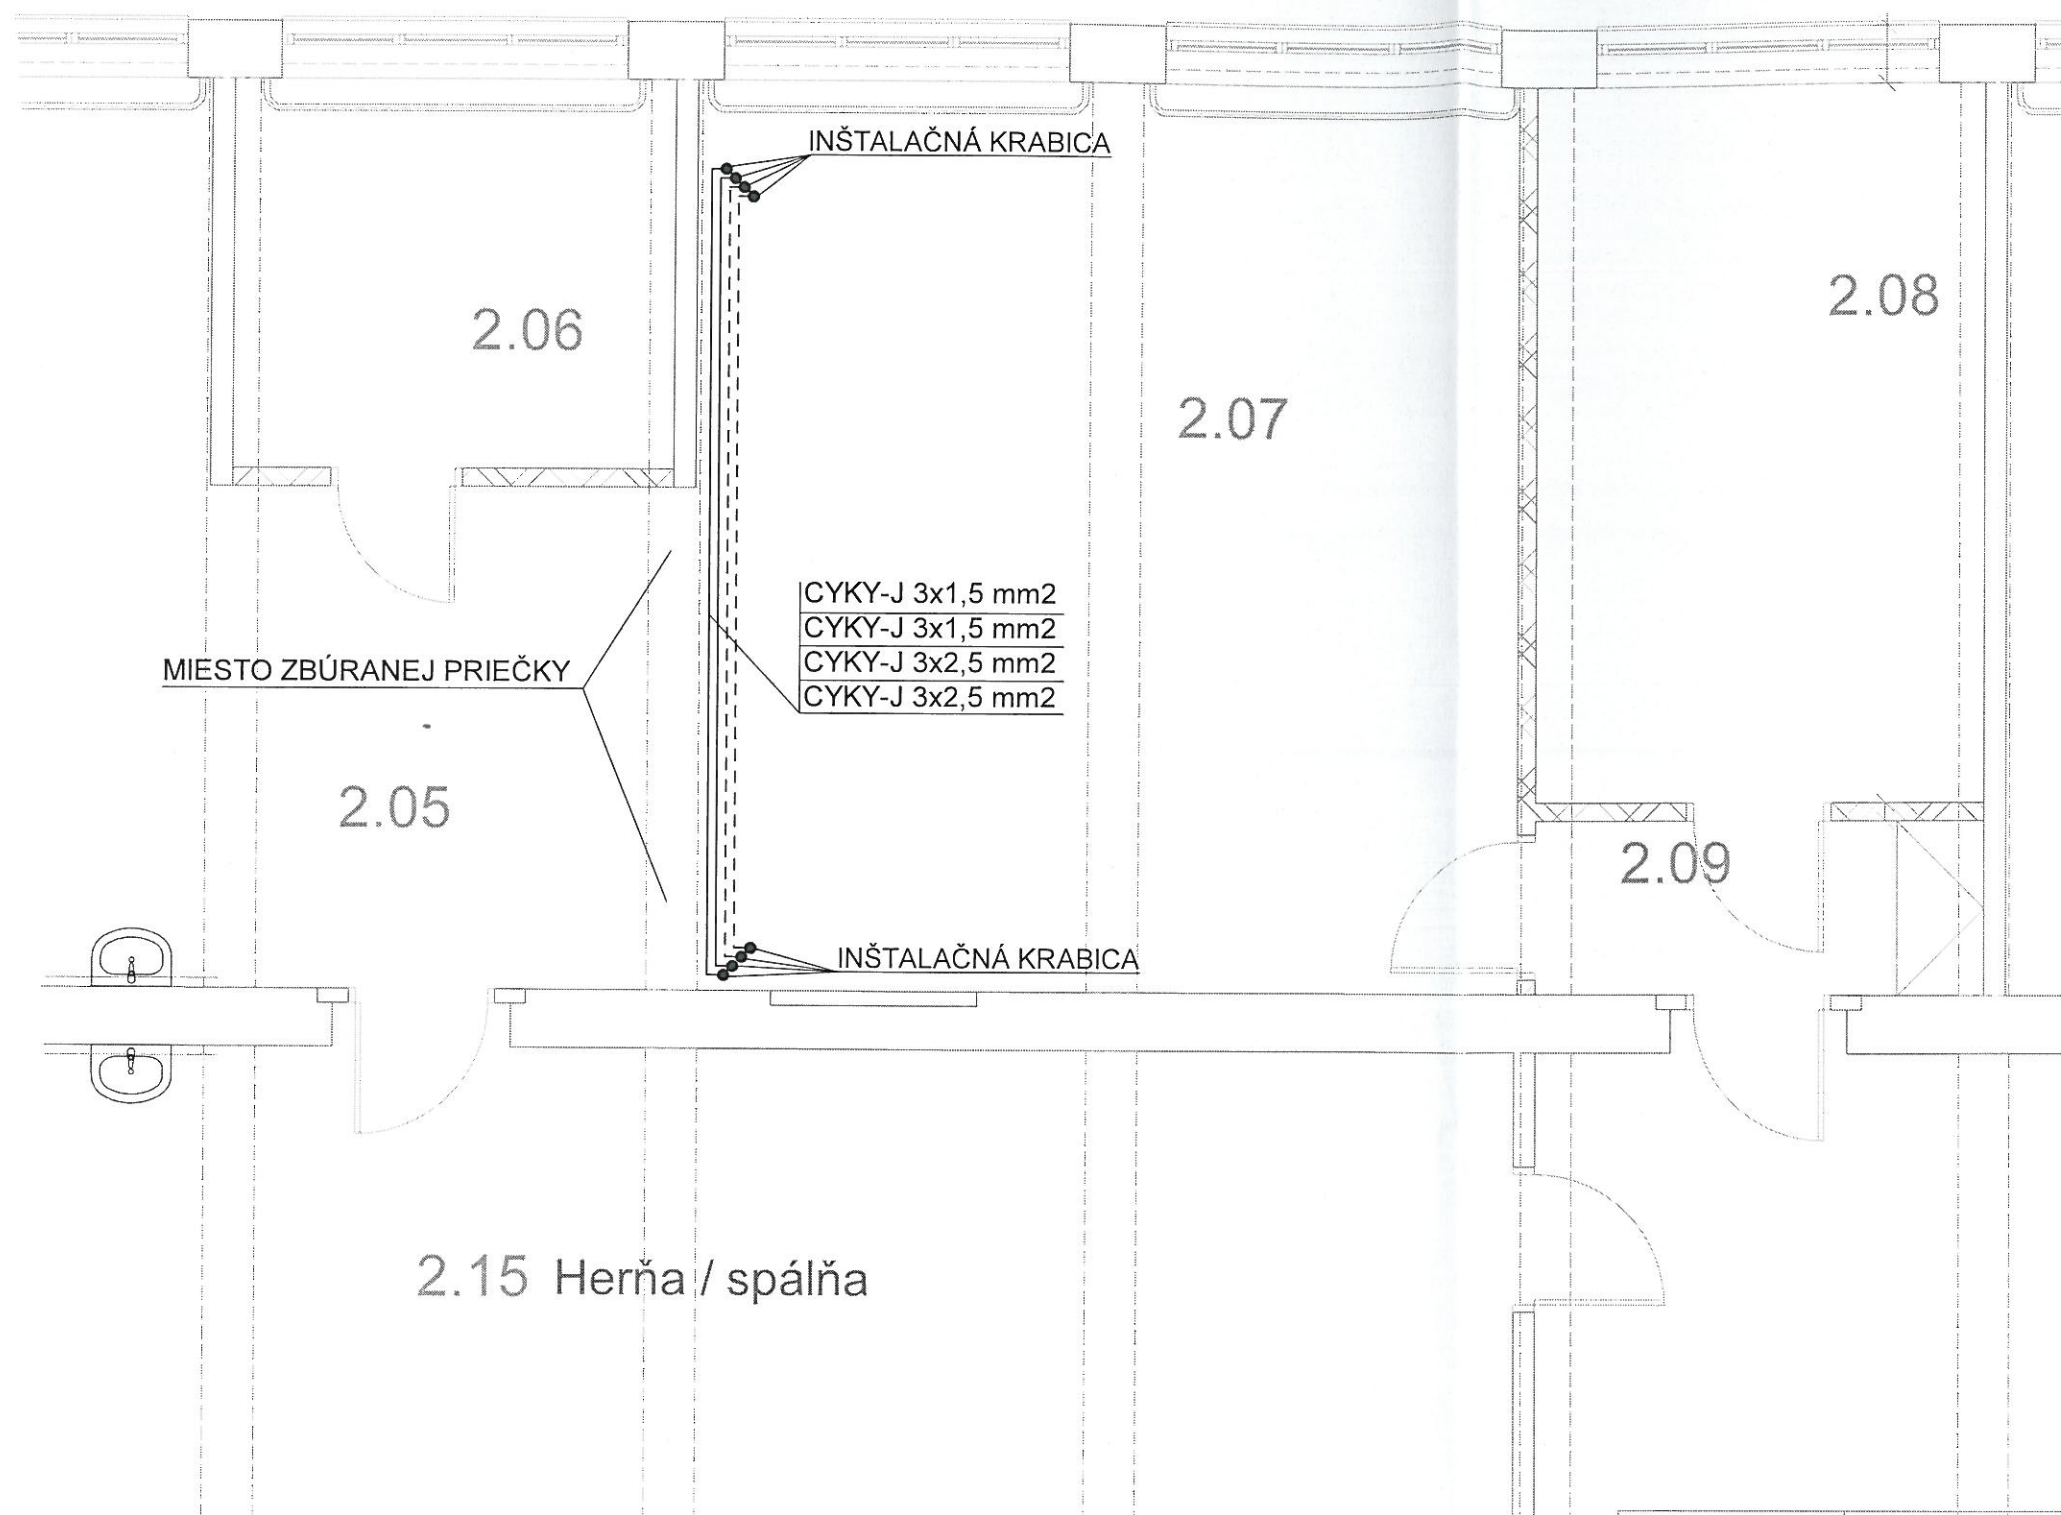 INŠTALAČNÁ KRABICA
2.06
2.08
2.07
CYKY-J 3x1,5 mm2
CYKY-J 3x1,5 mm2
CYKY-J 3x2,5 mm2
CYKY-J 3x2,5 mm2
MIESTO ZBÚRANEJ PRIEČKY
2.05
2.09
INŠTALAČNÁ KRABICA
2.15 Herňa / spálňa